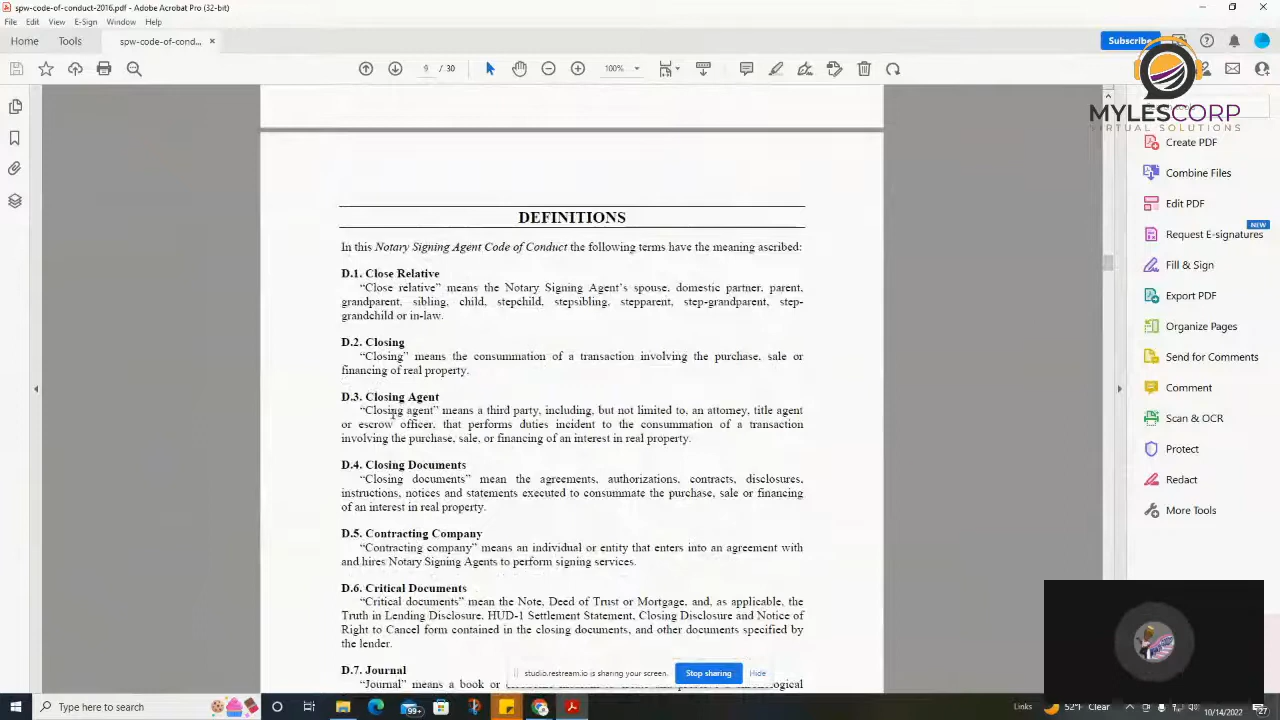 spw-code-of-conduct-2016.pdf - Adobe Acrobat Pro (32-bit)
File Edit View E-Sign Window Help
Home Tools spw-code-of-cond... ×
Subscribe
9 / 31
100%
MYLESCORP
VIRTUAL SOLUTIONS
Create PDF
Combine Files
Edit PDF
NEW
Request E-signatures
Fill & Sign
Export PDF
Organize Pages
Send for Comments
Comment
Scan & OCR
Protect
Redact
More Tools
DEFINITIONS
In this Notary Signing Agent Code of Conduct the following terms have the meaning ascribed:
D.1. Close Relative
“Close relative” means the Notary Signing Agent’s spouse, domestic partner, parent,
grandparent, sibling, child, stepchild, stepsibling, stepparent, step-grandparent, step-
grandchild or in-law.
D.2. Closing
“Closing” means the consummation of a transaction involving the purchase, sale or
financing of real property.
D.3. Closing Agent
“Closing agent” means a third party, including, but not limited to, an attorney, title agent
or escrow officer, that performs duties incident to the consummation of a transaction
involving the purchase, sale, or financing of an interest in real property.
D.4. Closing Documents
“Closing documents” mean the agreements, authorizations, contracts, disclosures,
instructions, notices and statements executed to consummate the purchase, sale or financing
of an interest in real property.
D.5. Contracting Company
“Contracting company” means an individual or entity that enters into an agreement with
and hires Notary Signing Agents to perform signing services.
D.6. Critical Documents
“Critical documents” mean the Note, Deed of Trust or Mortgage, and, as applicable, the
Truth in Lending Disclosure, HUD-1 Settlement Statement, Closing Disclosure and Notice of
Right to Cancel form contained in the closing documents, and other documents specified by
the lender.
D.7. Journal
“Journal” means a book or
studio.restream.io is sharing your screen. Stop sharing Hide
Type here to search
99+
Links
52°F Clear
10/14/2022
27